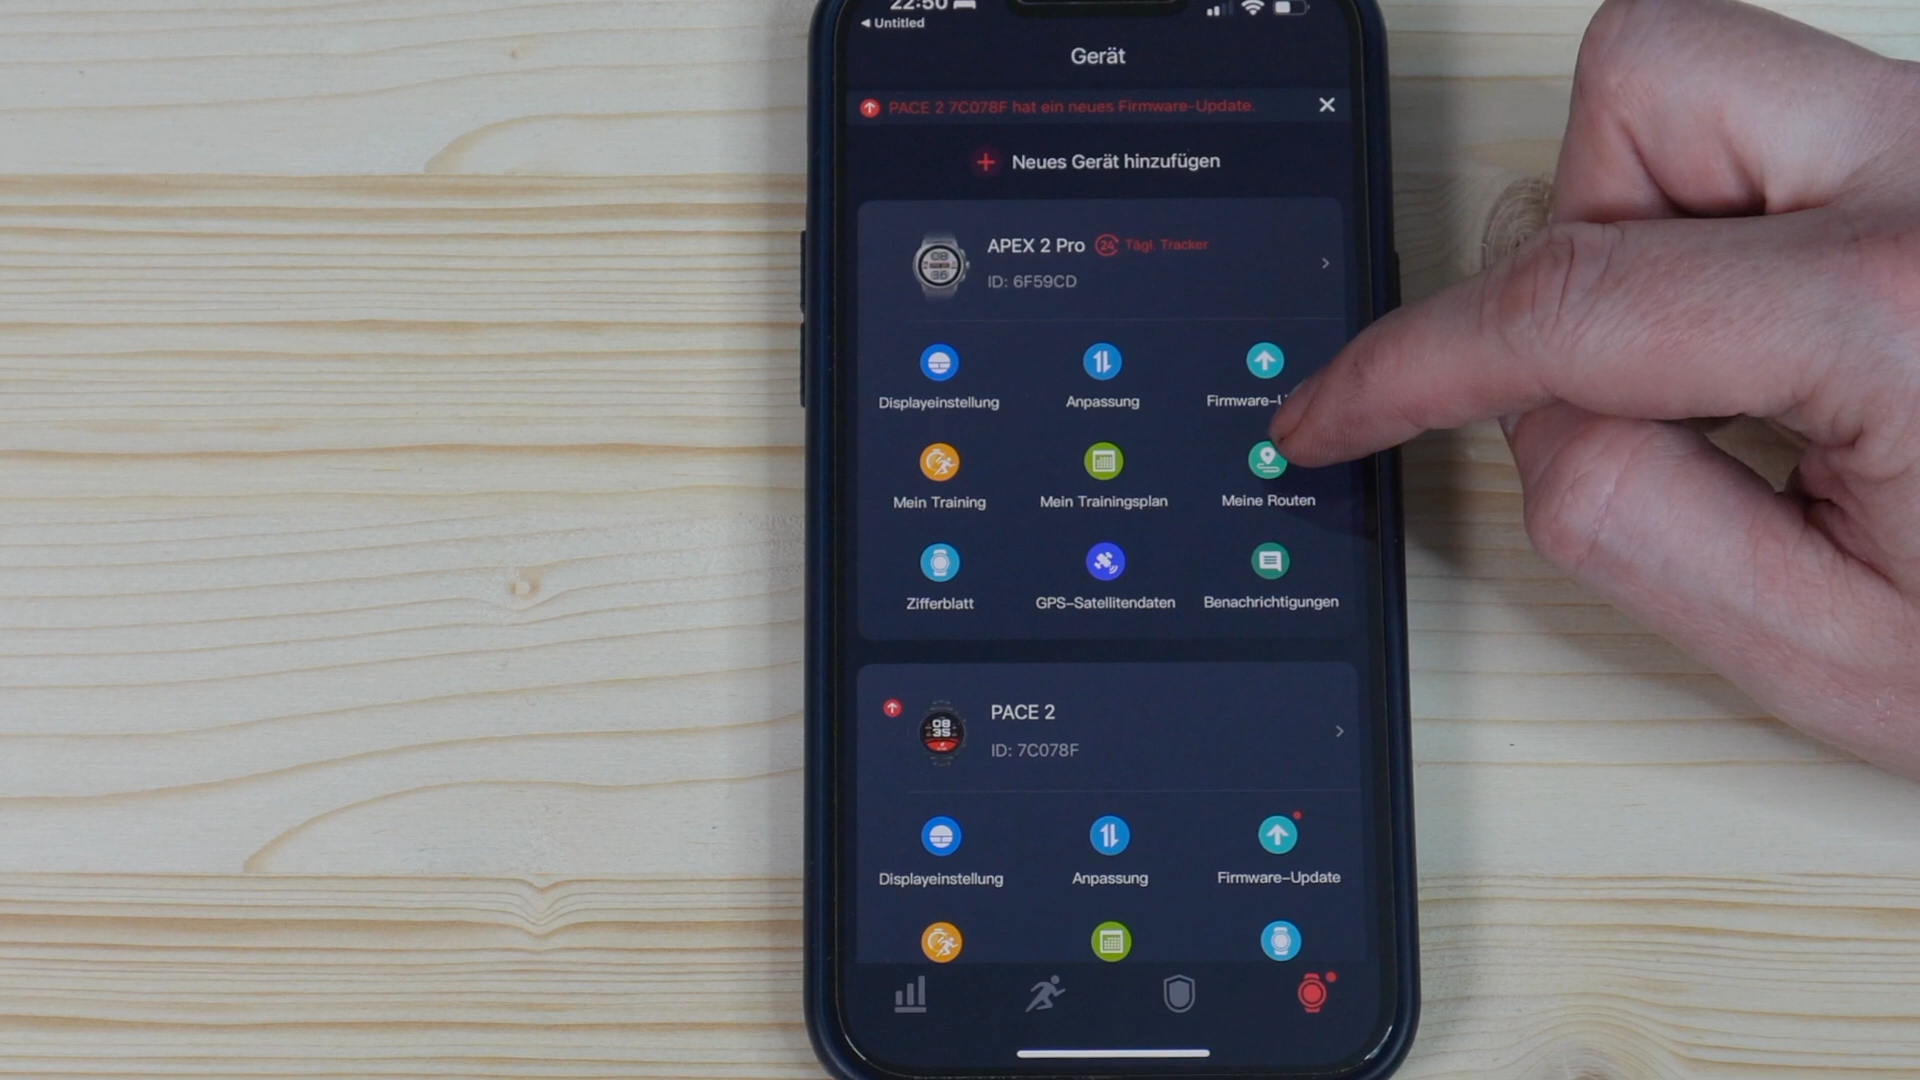 22:50
◀ Untitled
Gerät
PACE 2 7C078F hat ein neues Firmware-Update.
Neues Gerät hinzufügen
APEX 2 Pro 24 Tägl. Tracker
ID: 6F59CD
Displayeinstellung
Anpassung
Mein Training
Mein Trainingsplan
Meine Routen
Zifferblatt
GPS-Satellitendaten
Benachrichtigungen
08
35
PACE 2
ID: 7C078F
Displayeinstellung
Anpassung
Firmware-Update